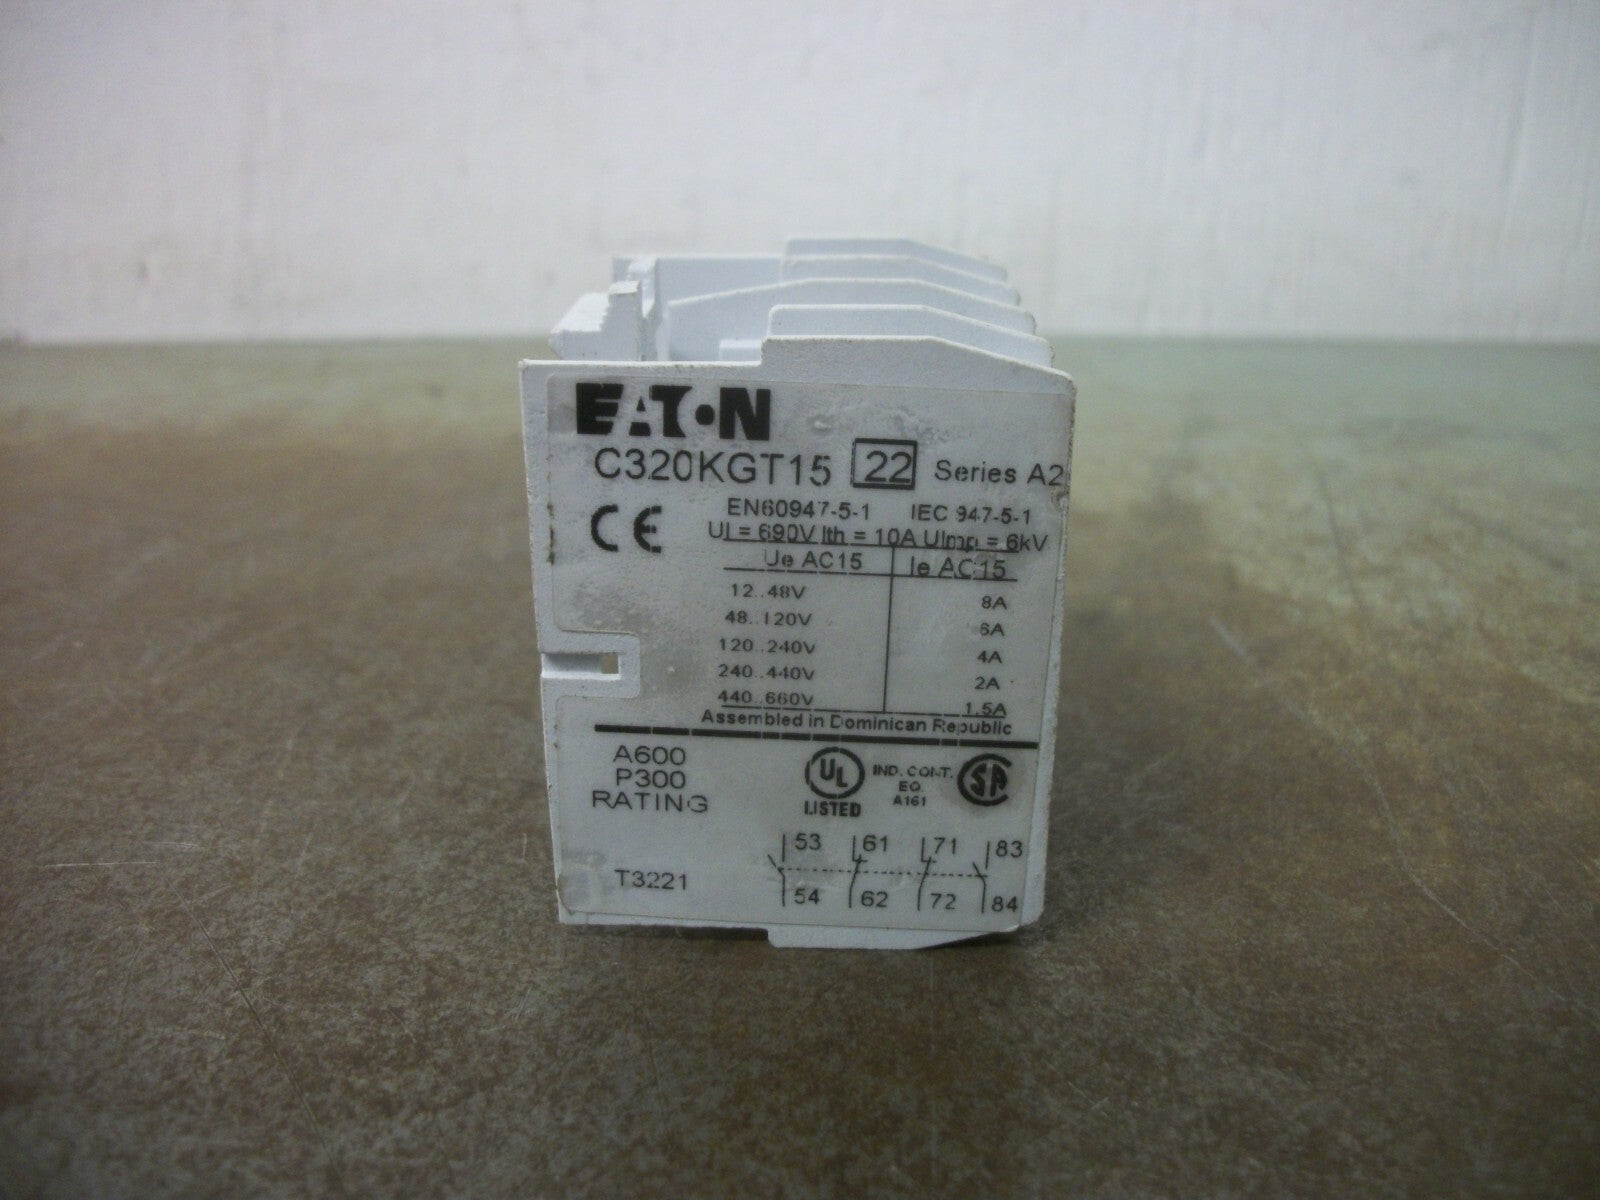 EATON
C320KGT15 22 Series A2
EN60947-5-1 IEC 947-5-1
CE
Ui = 690V Ith = 10A Uimp = 6kV
Ue AC15 Ie AC15
12..48V 8A
48..120V 6A
120..240V 4A
240..440V 2A
440..660V 1.5A
Assembled in Dominican Republic
A600
P300
RATING
UL
LISTED
IND. CONT.
EQ.
A161
SA
53 61 71 83
T3221
54 62 72 84